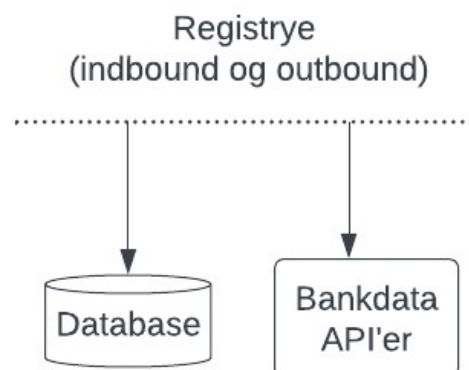 Registrye
(indbound og outbound)
Database
Bankdata
API'er